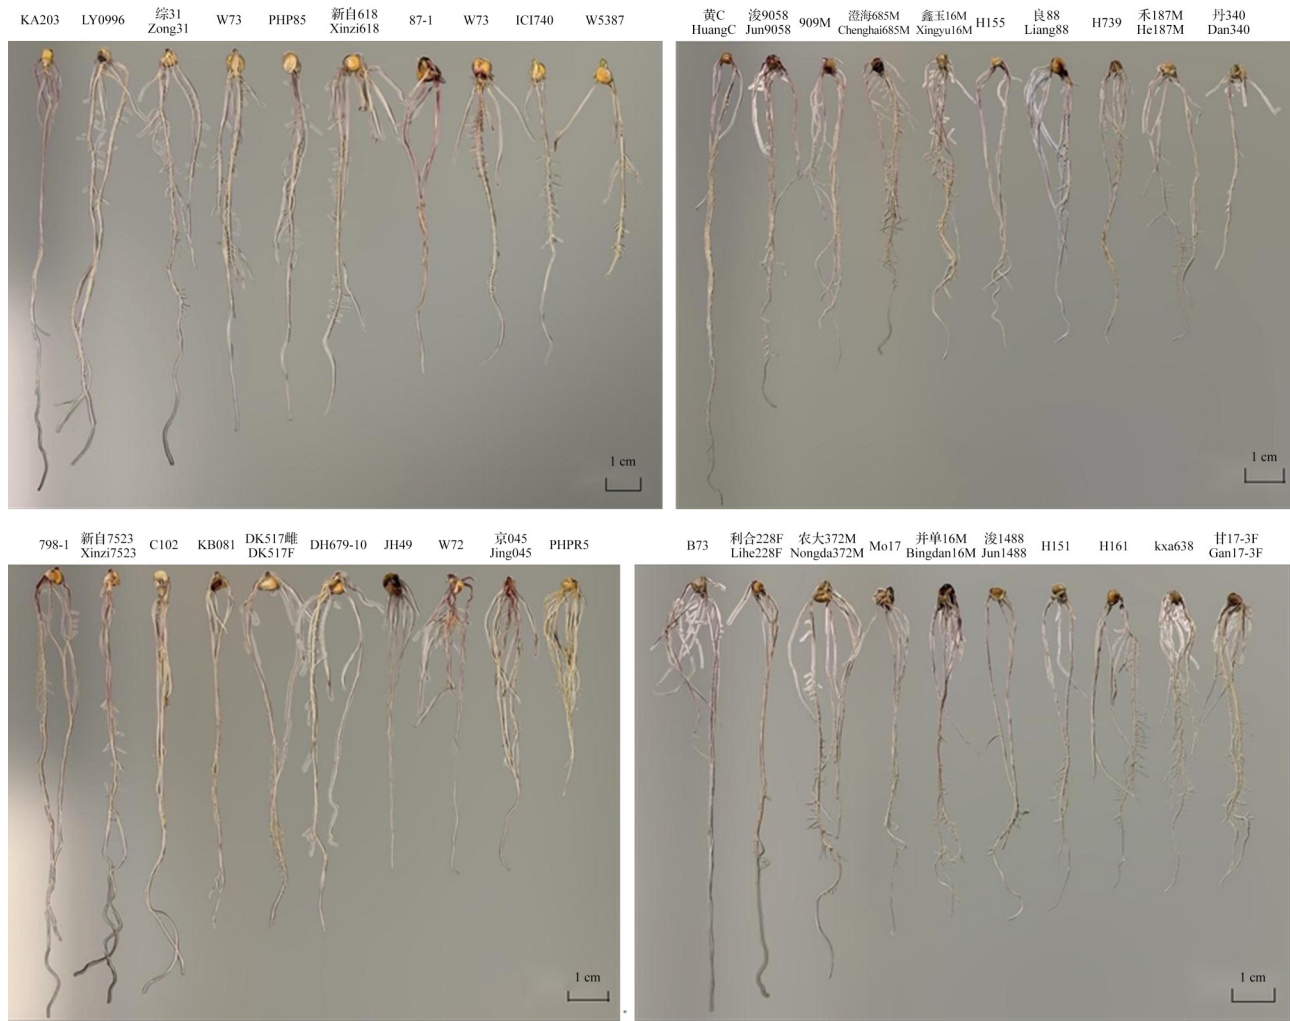 KA203 LY0996 综31 W73 PHP85 新自618 87-1 W73 ICI740 W5387
Zong31 Xinzi618
黄C 浚9058 909M 澄海685M 鑫玉16M H155 良88 H739 禾187M 丹340
HuangC Jun9058 Chenghai685M Xingyu16M Liang88 He187M Dan340
1 cm
1 cm
798-1 新自7523 C102 KB081 DK517雌 DH679-10 JH49 W72 京045 PHPR5
Xinzi7523 DK517F Jing045
B73 利合228F 农大372M Mo17 并单16M 浚1488 H151 H161 kxa638 甘17-3F
Lihe228F Nongda372M Bingdan16M Jun1488 Gan17-3F
1 cm
1 cm